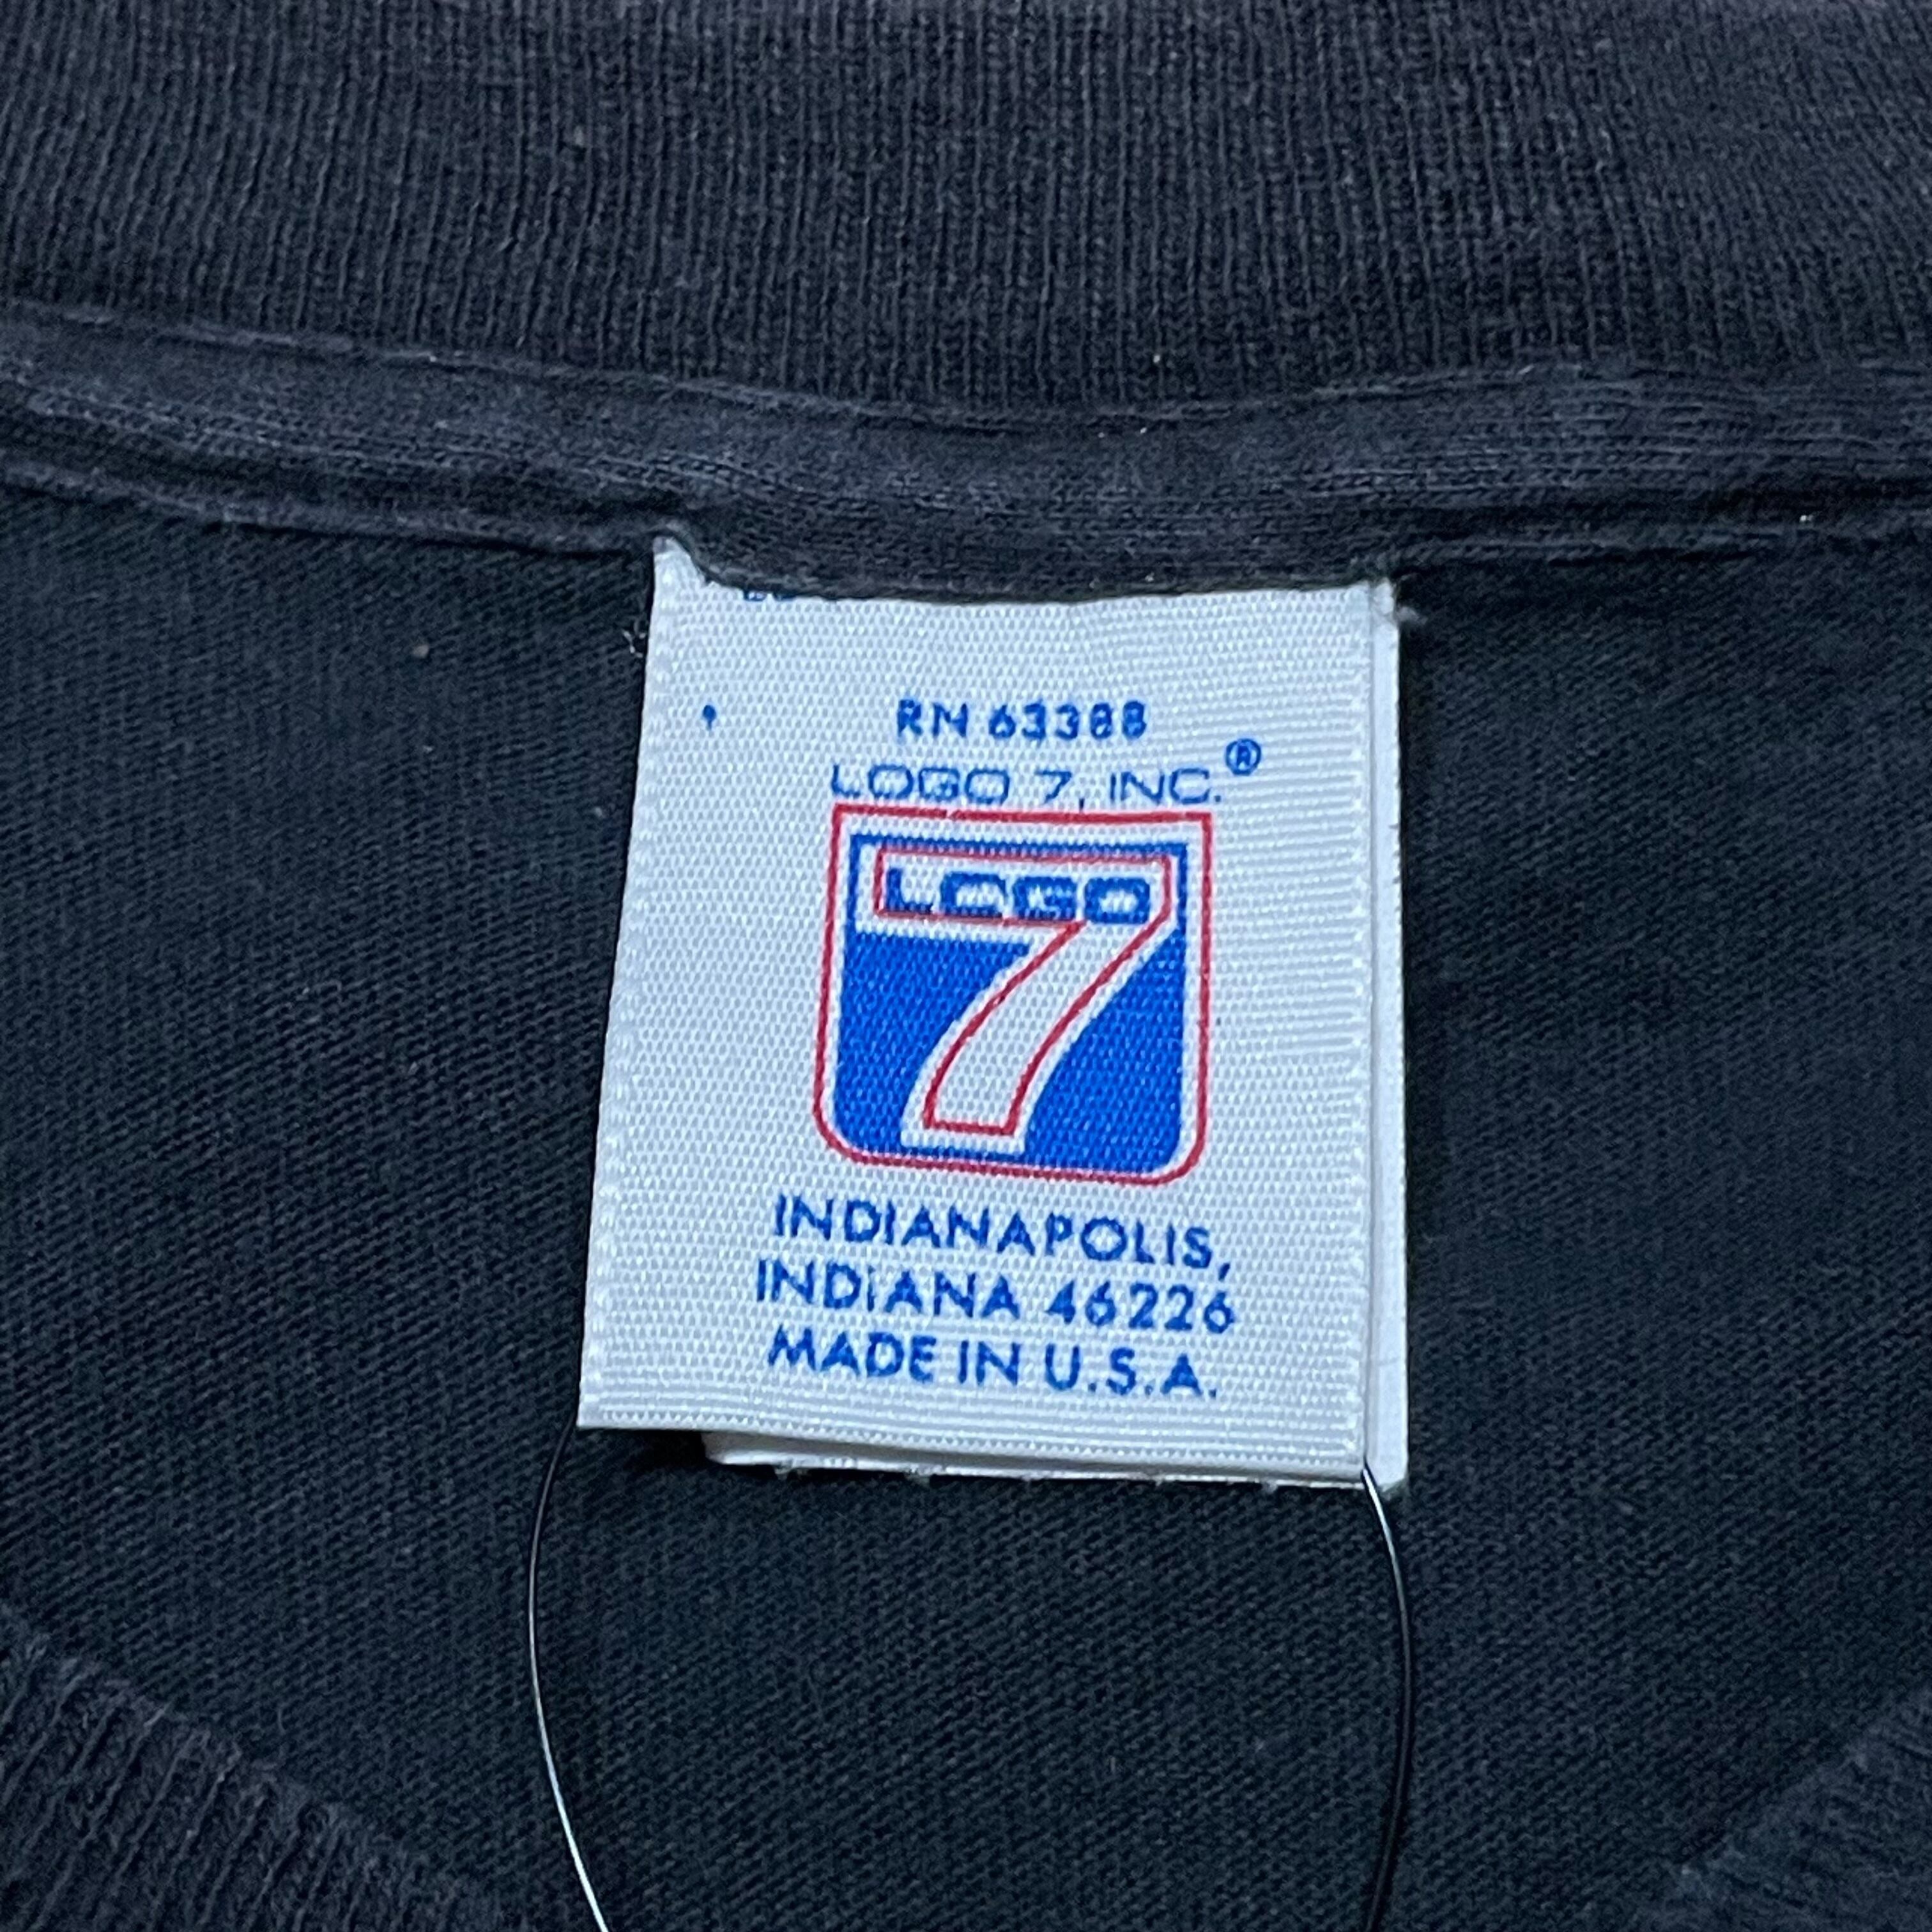 RN 63388
LOGO 7, INC.®
LOGO
7
INDIANAPOLIS,
INDIANA 46226
MADE IN U.S.A.